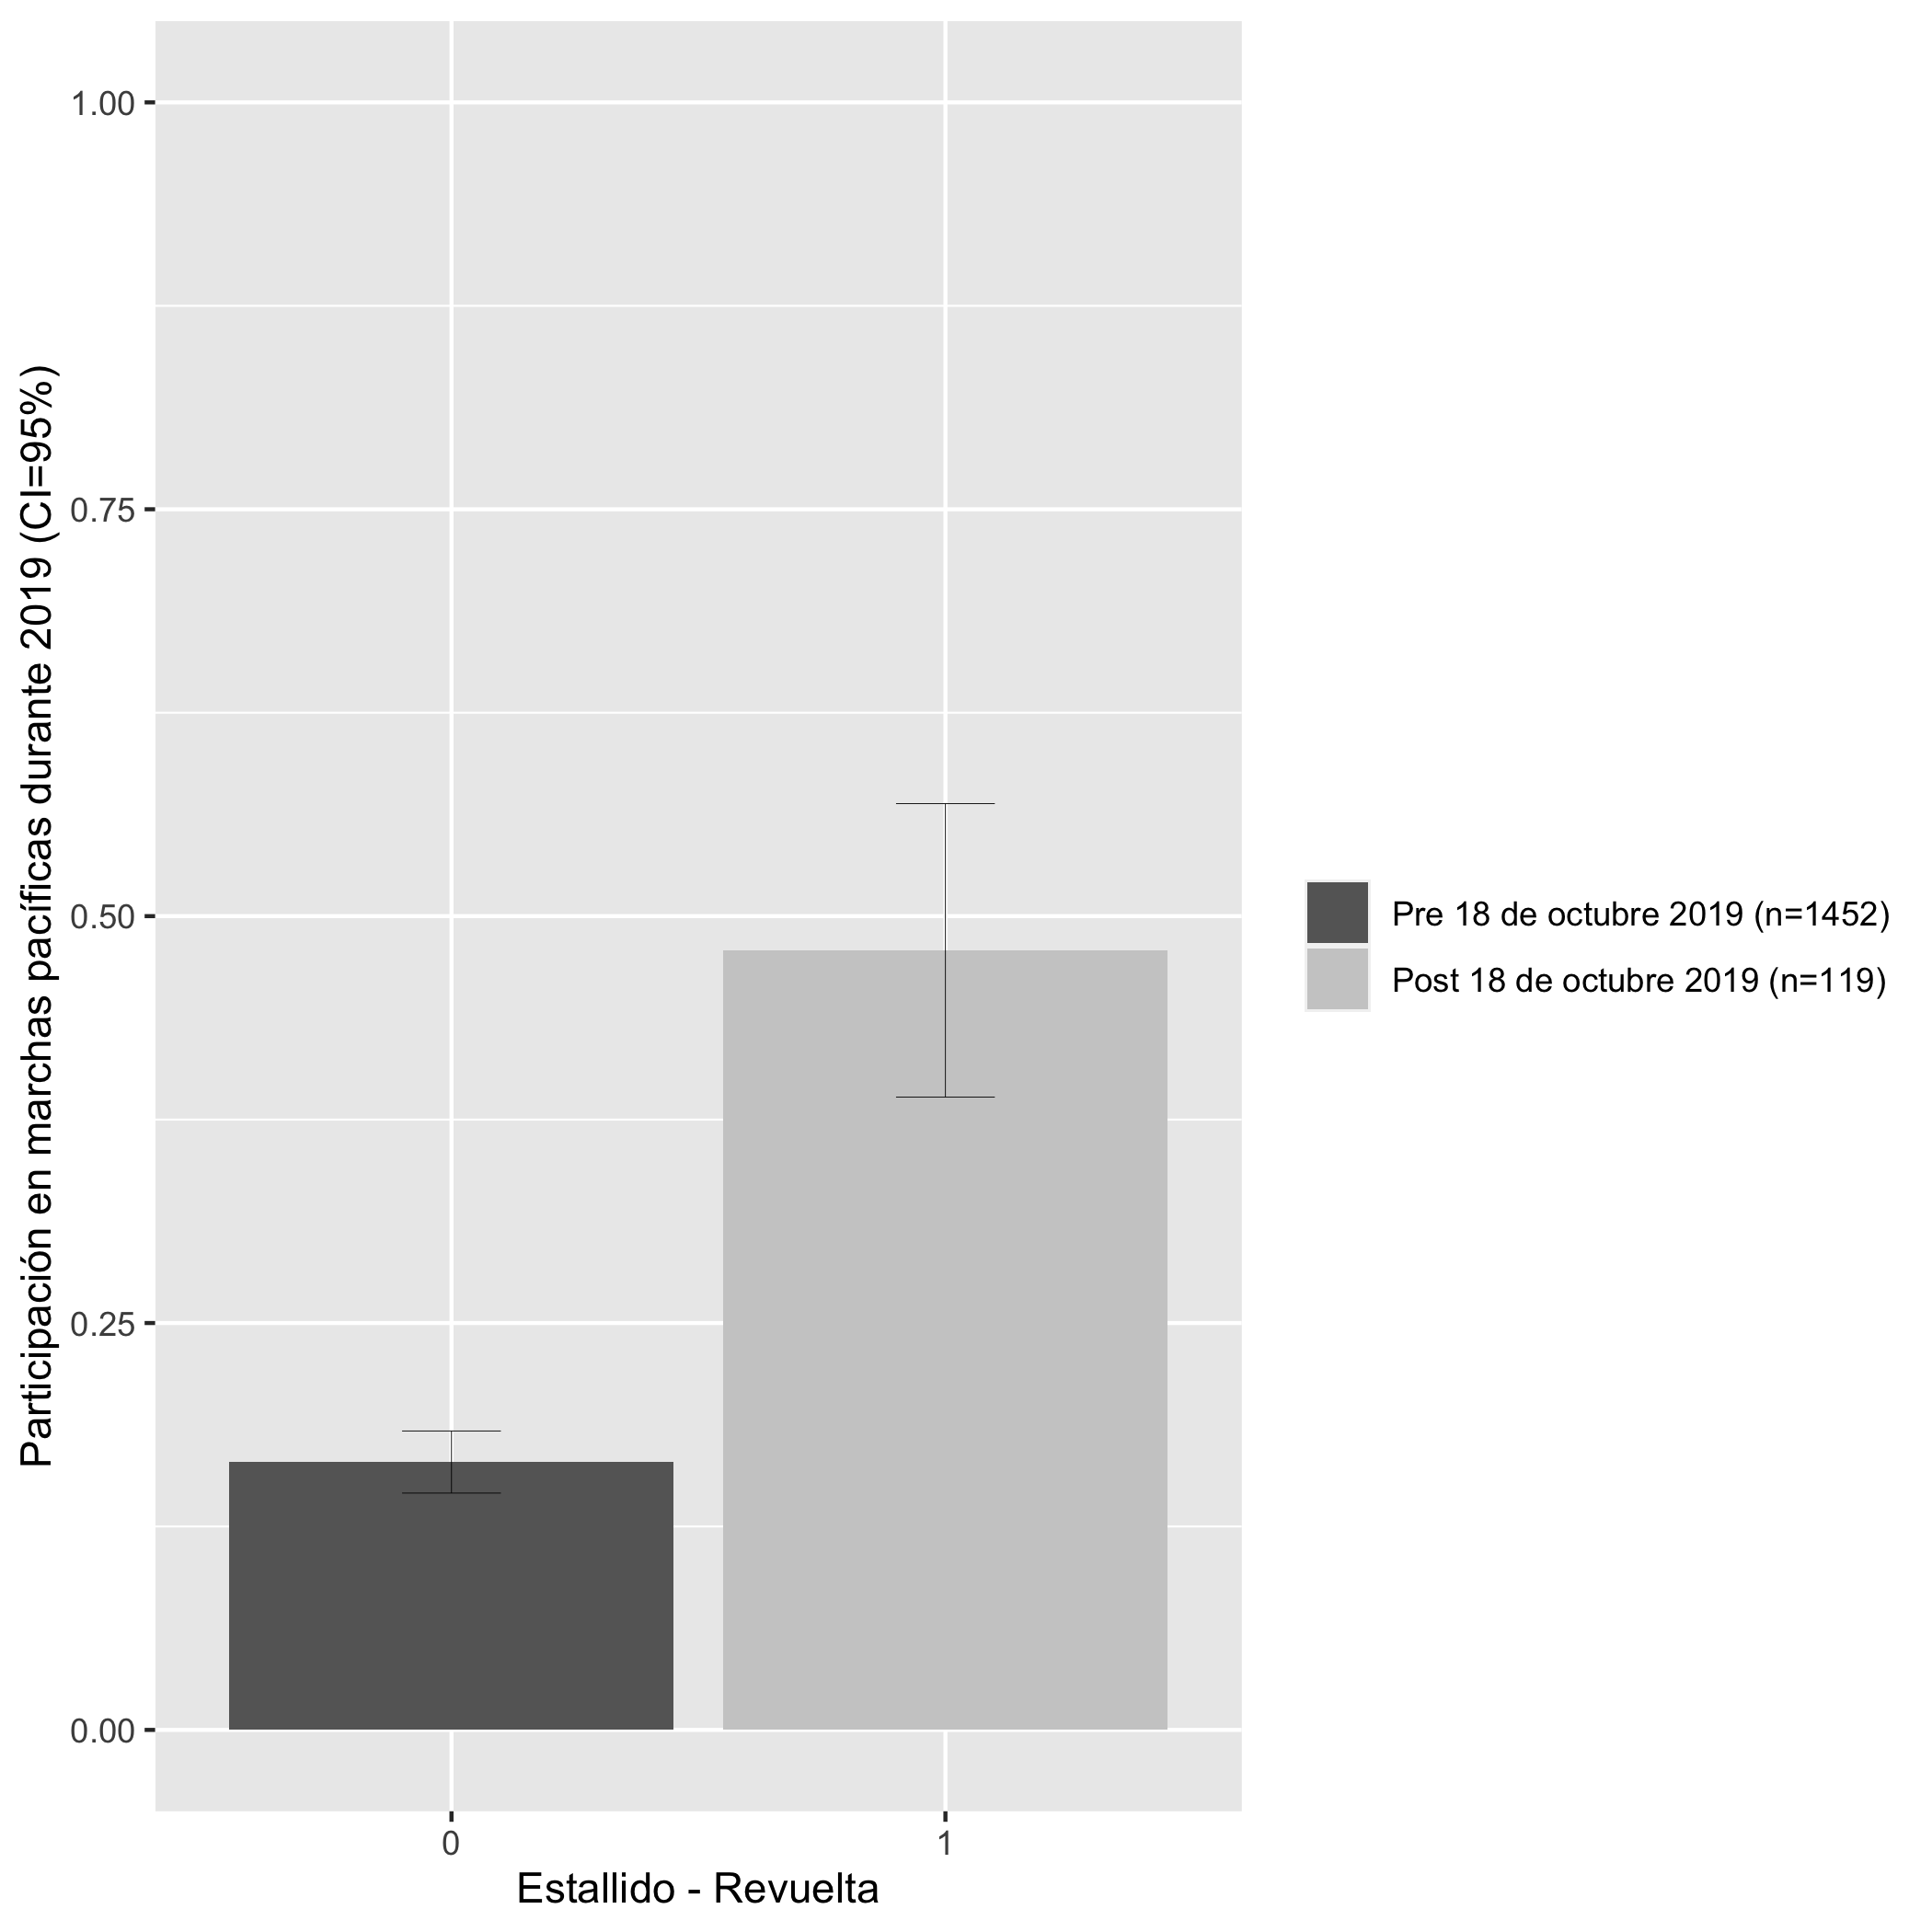 Participación en marchas pacíficas durante 2019 (CI=95%)
1.00
0.75
0.50
0.25
0.00
0
1
Estallido - Revuelta
Pre 18 de octubre 2019 (n=1452)
Post 18 de octubre 2019 (n=119)